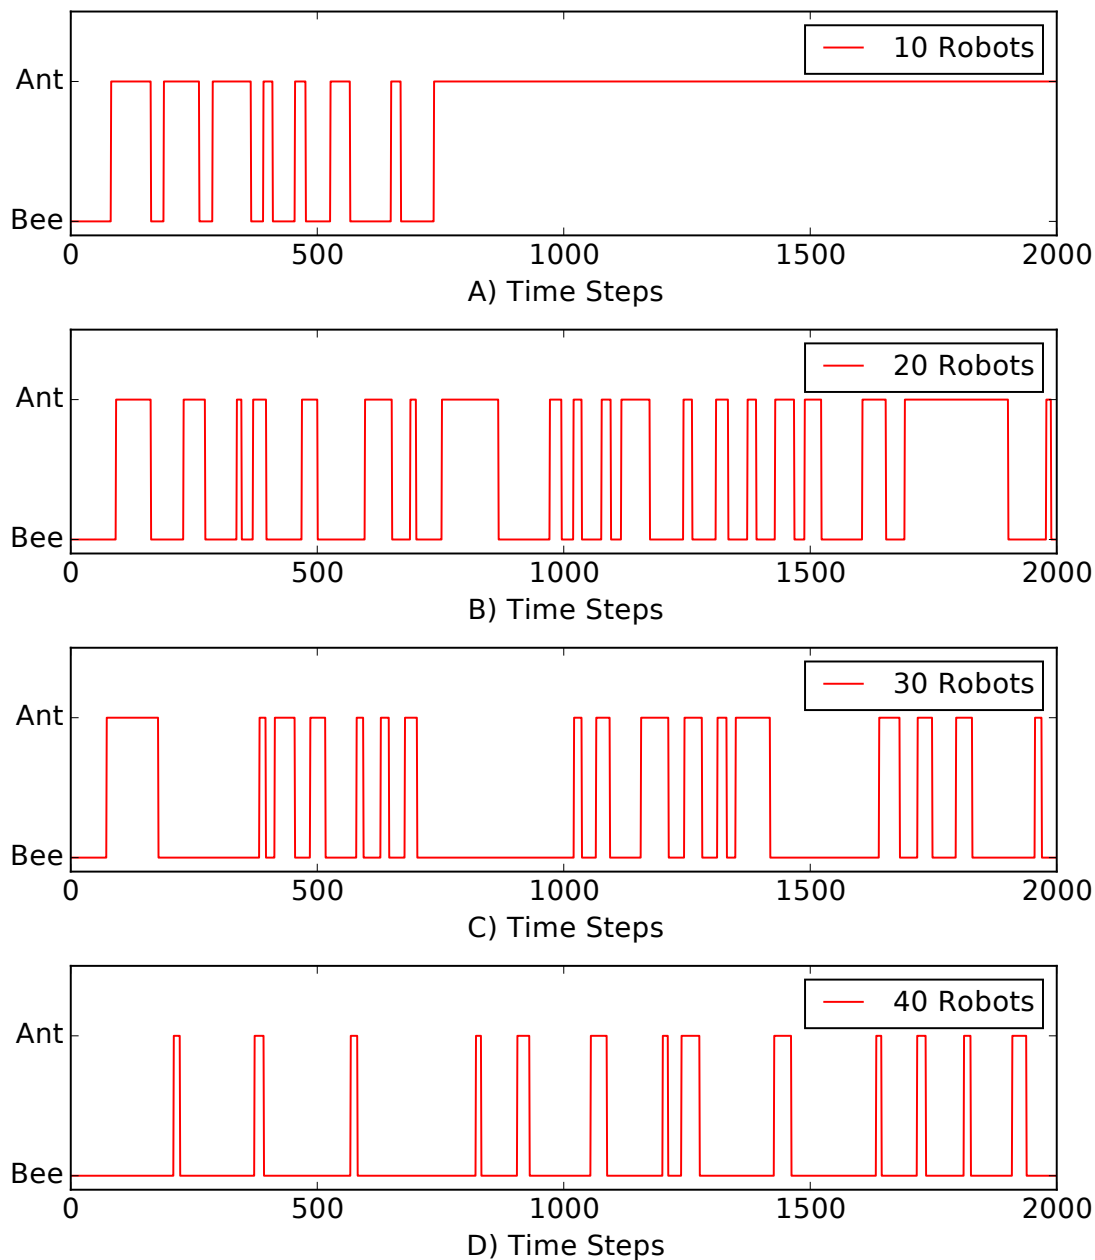 10 Robots
Ant
Bee
0 500 1000 1500 2000
A) Time Steps
20 Robots
Ant
Bee
0 500 1000 1500 2000
B) Time Steps
30 Robots
Ant
Bee
0 500 1000 1500 2000
C) Time Steps
40 Robots
Ant
Bee
0 500 1000 1500 2000
D) Time Steps